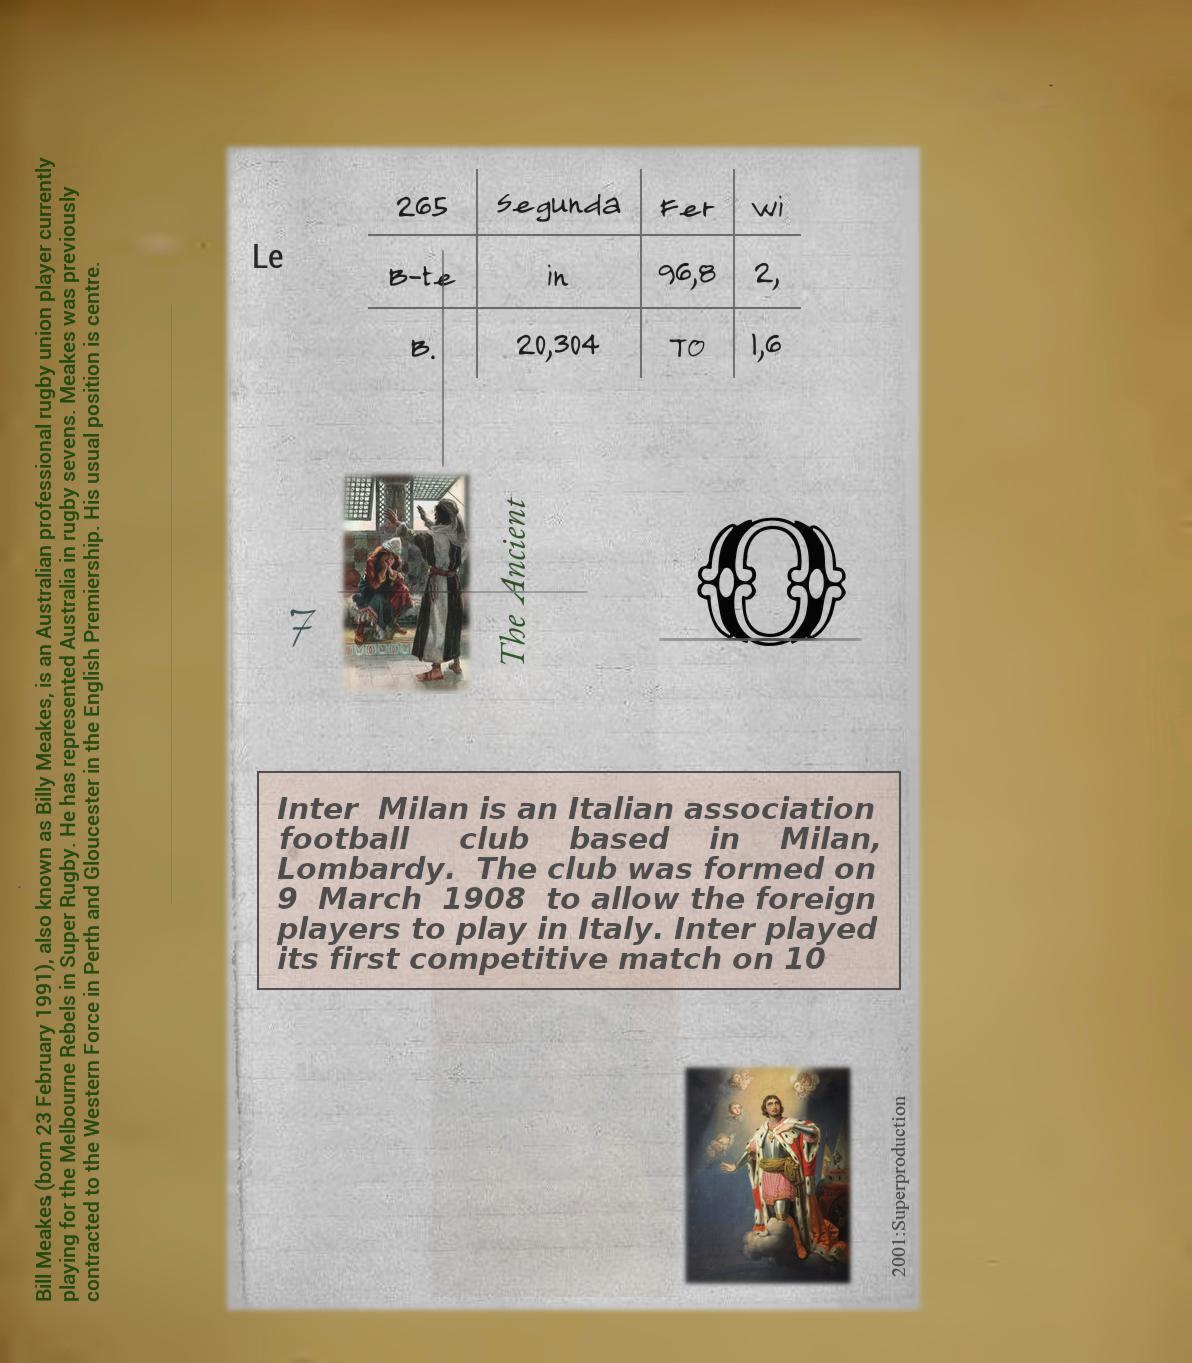 Bill Meakes (born 23 February 1991), also known as Billy Meakes, is an Australian professional rugby union player currently
playing for the Melbourne Rebels in Super Rugby. He has represented Australia in rugby sevens. Meakes was previously
contracted to the Western Force in Perth and Gloucester in the English Premiership. His usual position is centre.
265 Segunda Fer Wi
Le
B-te in 96,8 2,
B. 20,304 TO 1,6
7
The Ancient
O
Inter Milan is an Italian association
football club based in Milan,
Lombardy. The club was formed on
9 March 1908 to allow the foreign
players to play in Italy. Inter played
its first competitive match on 10
2001:Superproduction